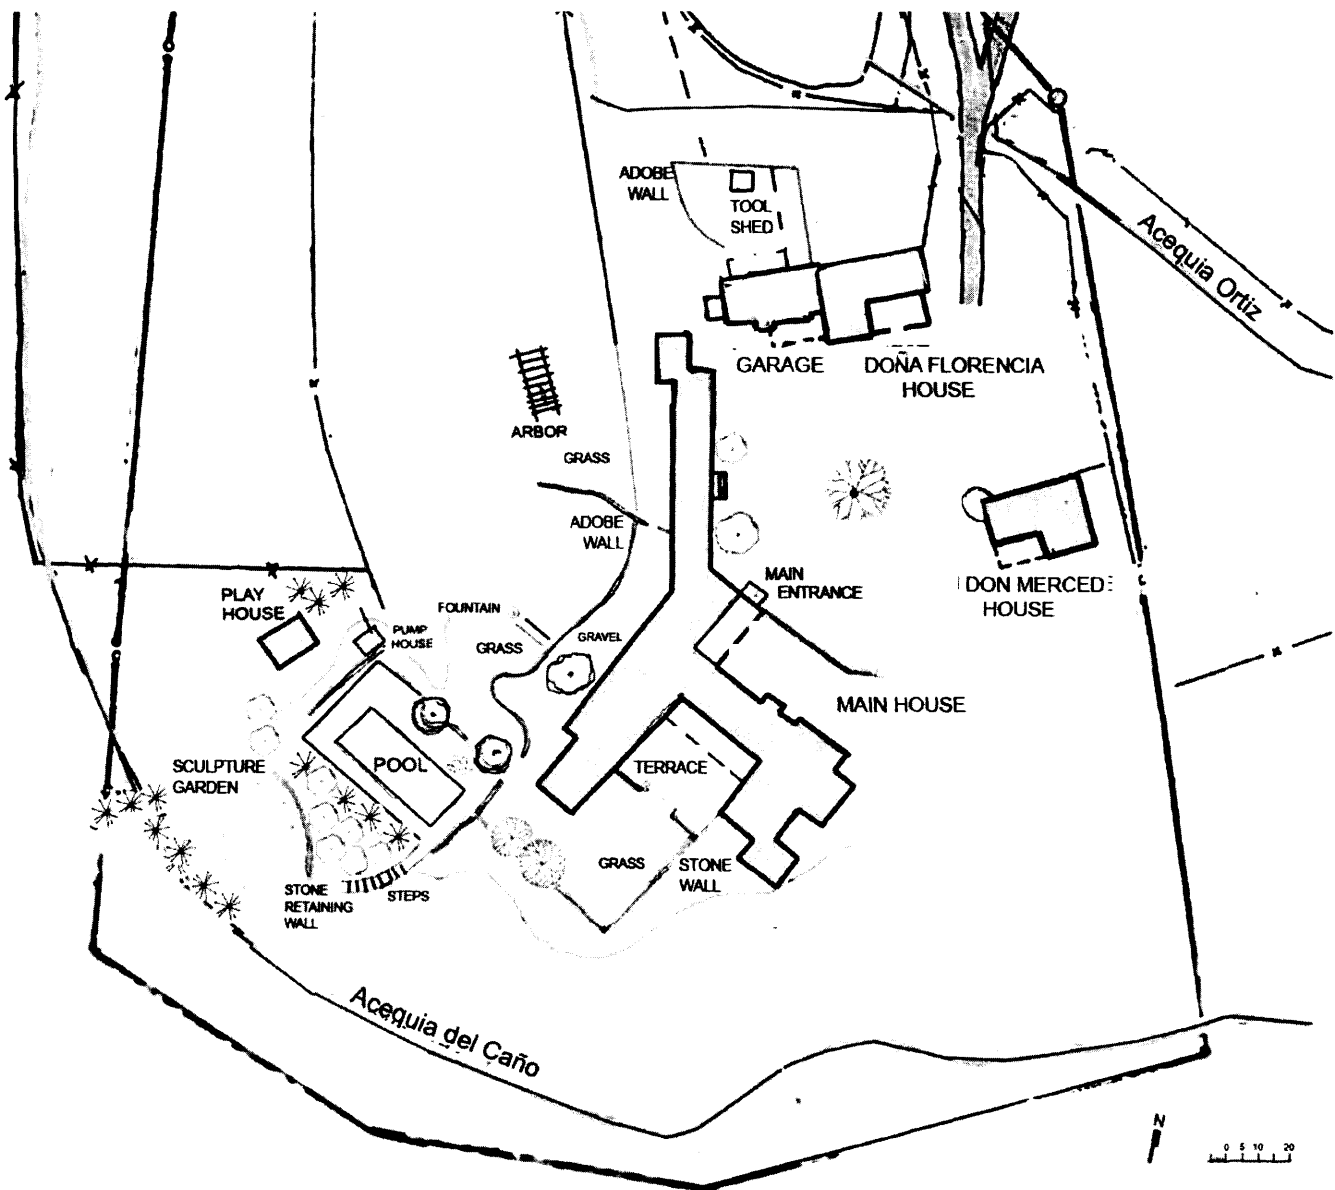 ADOBE
WALL
TOOL
SHED
Acequia Ortiz
GARAGE
DOÑA FLORENCIA
HOUSE
ARBOR
GRASS
ADOBE
WALL
MAIN
ENTRANCE
DON MERCED
HOUSE
PLAY
HOUSE
FOUNTAIN
PUMP
HOUSE
GRASS
GRAVEL
MAIN HOUSE
SCULPTURE
GARDEN
POOL
TERRACE
GRASS
STONE
WALL
STONE
RETAINING
WALL
STEPS
Acequia del Caño
N
0 5 10 20